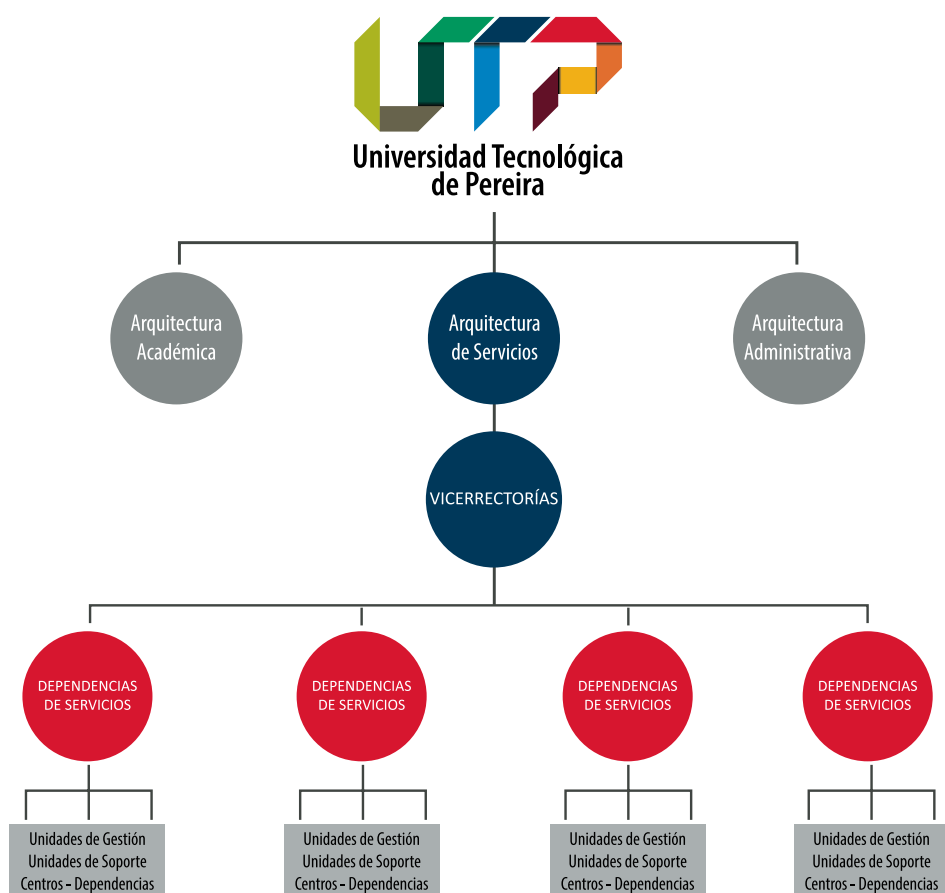 UTP
Universidad Tecnológica
de Pereira
Arquitectura
Académica
Arquitectura
de Servicios
Arquitectura
Administrativa
VICERRECTORÍAS
DEPENDENCIAS
DE SERVICIOS
DEPENDENCIAS
DE SERVICIOS
DEPENDENCIAS
DE SERVICIOS
DEPENDENCIAS
DE SERVICIOS
Unidades de Gestión
Unidades de Soporte
Centros - Dependencias
Unidades de Gestión
Unidades de Soporte
Centros - Dependencias
Unidades de Gestión
Unidades de Soporte
Centros - Dependencias
Unidades de Gestión
Unidades de Soporte
Centros - Dependencias